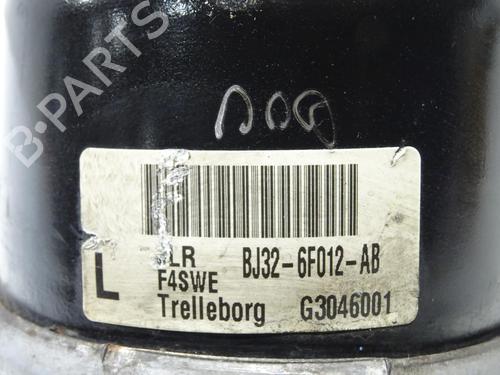 B-PARTS
LR BJ32-6F012-AB
L F4SWE
Trelleborg G3046001